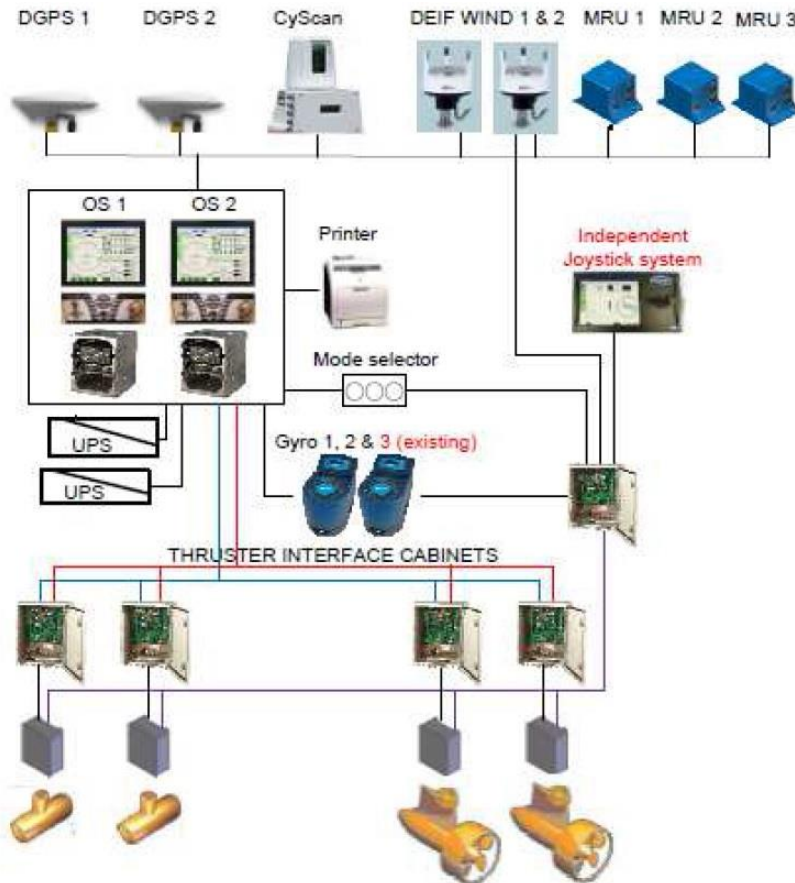 DGPS 1
DGPS 2
CyScan
DEIF WIND 1 & 2
MRU 1
MRU 2
MRU 3
OS 1
OS 2
Printer
Independent
Joystick system
Mode selector
UPS
Gyro 1, 2 & 3 (existing)
UPS
THRUSTER INTERFACE CABINETS